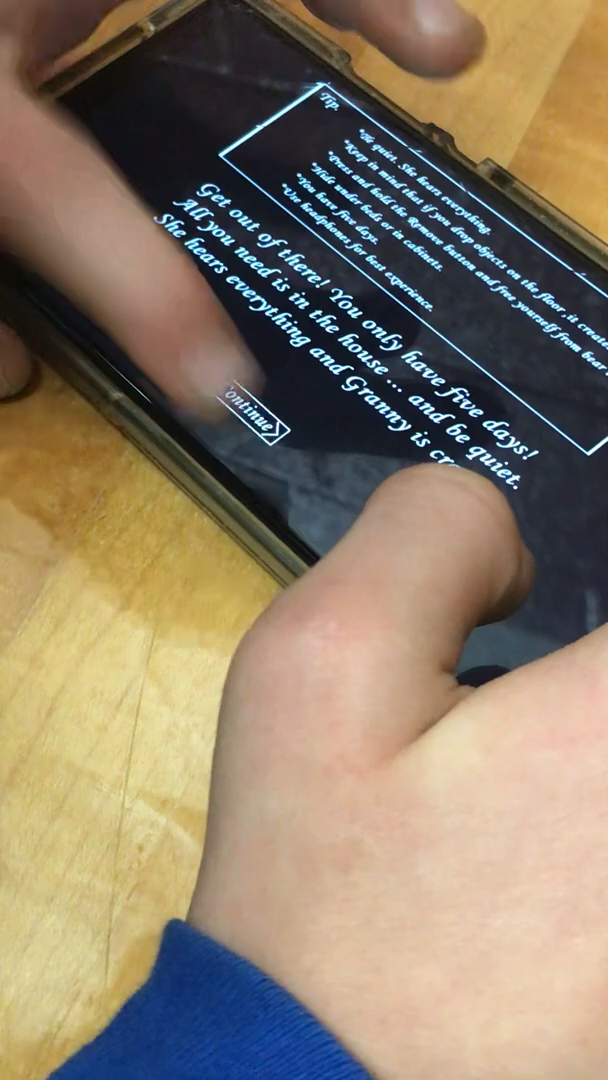 Tip.
*Be quiet. She hears everything.
*Keep in mind that if you drop objects on the floor, it creates
*Press and hold the Remove button and free yourself from bear
*Hide under beds or in cabinets.
*You have five days.
*Use headphones for best experience.
Get out of there! You only have five days!
All you need is in the house ... and be quiet.
She hears everything and Granny is
Continue